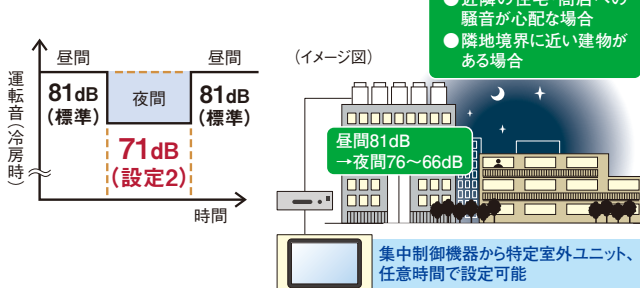 ●近隣の住宅・商店への
騒音が心配な場合
●隣地境界に近い建物が
ある場合
(イメージ図)
昼間
昼間
運転音(冷房時)
81dB
(標準)
夜間
81dB
(標準)
71dB
(設定2)
時間
昼間81dB
→夜間76〜66dB
集中制御機器から特定室外ユニット、
任意時間で設定可能